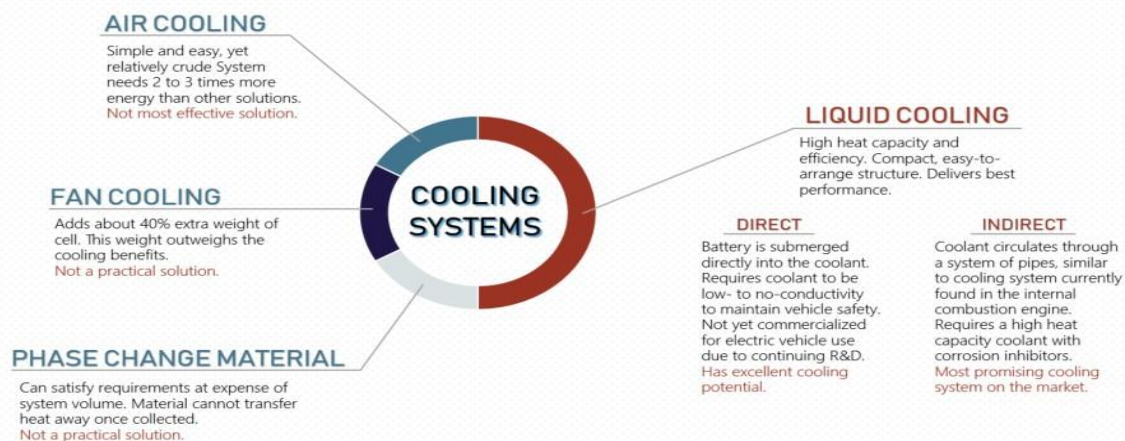 AIR COOLING
Simple and easy, yet
relatively crude System
needs 2 to 3 times more
energy than other solutions.
Not most effective solution.
FAN COOLING
Adds about 40% extra weight of
cell. This weight outweighs the
cooling benefits.
Not a practical solution.
PHASE CHANGE MATERIAL
Can satisfy requirements at expense of
system volume. Material cannot transfer
heat away once collected.
Not a practical solution.
COOLING
SYSTEMS
LIQUID COOLING
High heat capacity and
efficiency. Compact, easy-to-
arrange structure. Delivers best
performance.
DIRECT
Battery is submerged
directly into the coolant.
Requires coolant to be
low- to no-conductivity
to maintain vehicle safety.
Not yet commercialized
for electric vehicle use
due to continuing R&D.
Has excellent cooling
potential.
INDIRECT
Coolant circulates through
a system of pipes, similar
to cooling system currently
found in the internal
combustion engine.
Requires a high heat
capacity coolant with
corrosion inhibitors.
Most promising cooling
system on the market.